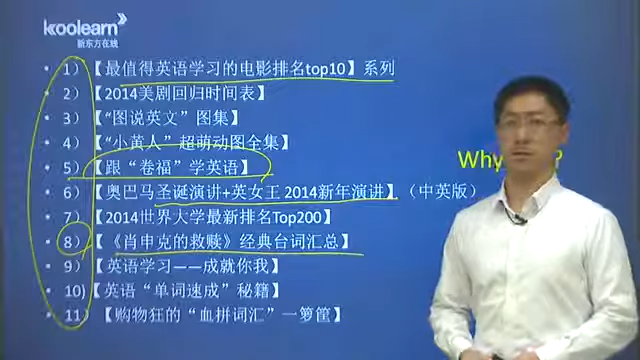 koolearn
新东方在线
• 1）【最值得英语学习的电影排名top10】系列
• 2）【2014美剧回归时间表】
• 3）【“图说英文”图集】
• 4）【“小黄人”超萌动图全集】
• 5）【跟“卷福”学英语】
Why ?
• 6）【奥巴马圣诞演讲+英女王2014新年演讲】（中英版）
• 7）【2014世界大学最新排名Top200】
• 8）【《肖申克的救赎》经典台词汇总】
• 9）【英语学习——成就你我】
• 10)【英语“单词速成”秘籍】
• 11）【购物狂的“血拼词汇”一箩筐】